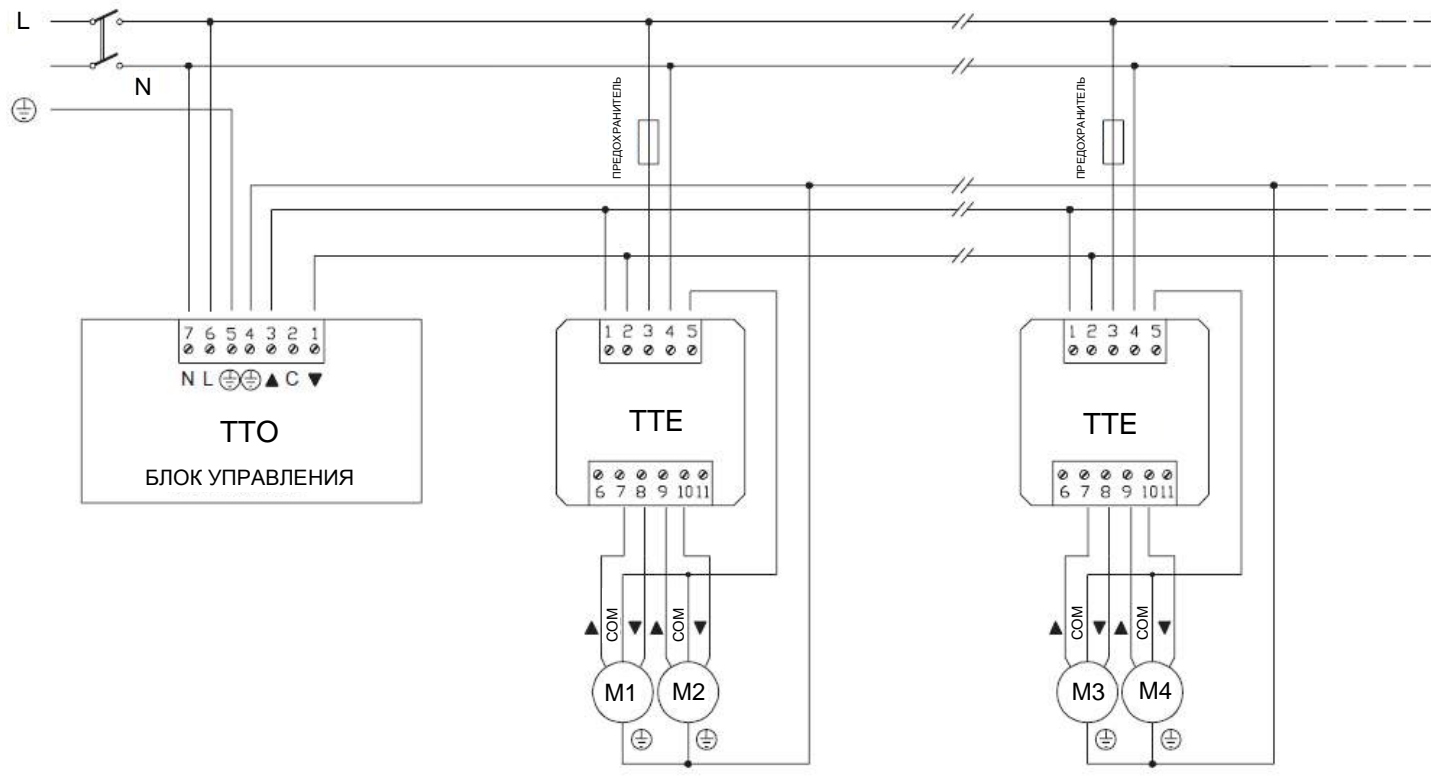 L
N
ПРЕДОХРАНИТЕЛЬ
ПРЕДОХРАНИТЕЛЬ
7 6 5 4 3 2 1
N L ▲ C ▼
TTO
БЛОК УПРАВЛЕНИЯ
1 2 3 4 5
TTE
6 7 8 9 10 11
1 2 3 4 5
TTE
6 7 8 9 10 11
▲ COM ▼ ▲ COM ▼
M1 M2
▲ COM ▼ ▲ COM ▼
M3 M4